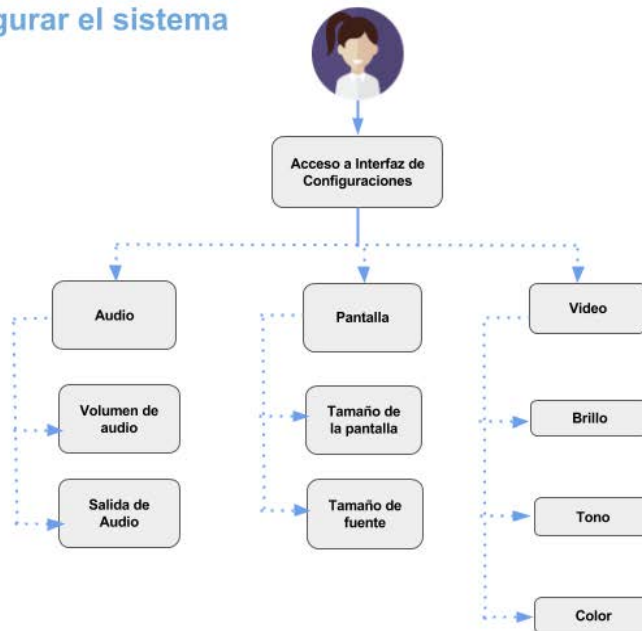 gurar el sistema
Acceso a Interfaz de
Configuraciones
Audio
Pantalla
Video
Volumen de
audio
Tamaño de
la pantalla
Brillo
Salida de
Audio
Tamaño de
fuente
Tono
Color